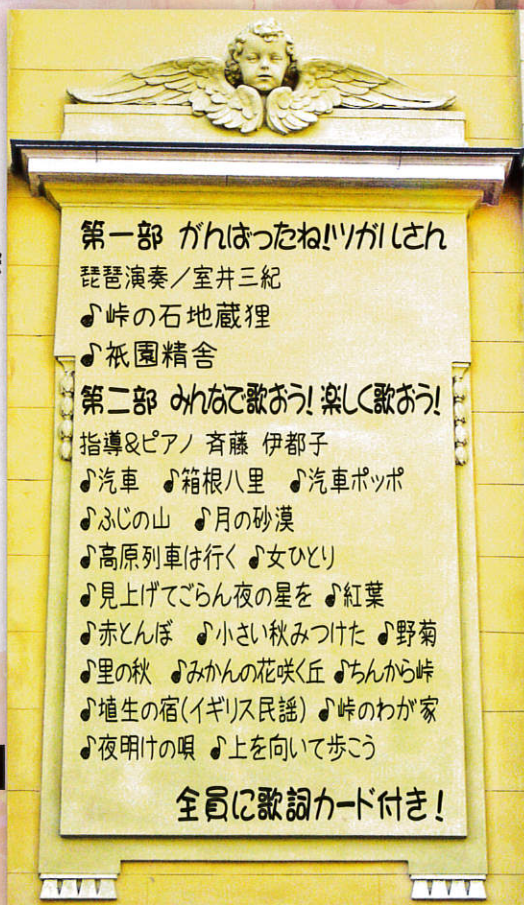 第一部 がんばったね!ツガルさん
琵琶演奏/室井三紀
♪峠の石地蔵狸
♪祇園精舎
第二部 みんなで歌おう! 楽しく歌おう!
指導&ピアノ 斉藤 伊都子
♪汽車 ♪箱根八里 ♪汽車ポッポ
♪ふじの山 ♪月の砂漠
♪高原列車は行く ♪女ひとり
♪見上げてごらん夜の星を ♪紅葉
♪赤とんぼ ♪小さい秋みつけた ♪野菊
♪里の秋 ♪みかんの花咲く丘 ♪ちんから峠
♪埴生の宿(イギリス民謡) ♪峠のわが家
♪夜明けの唄 ♪上を向いて歩こう
全員に歌詞カード付き!